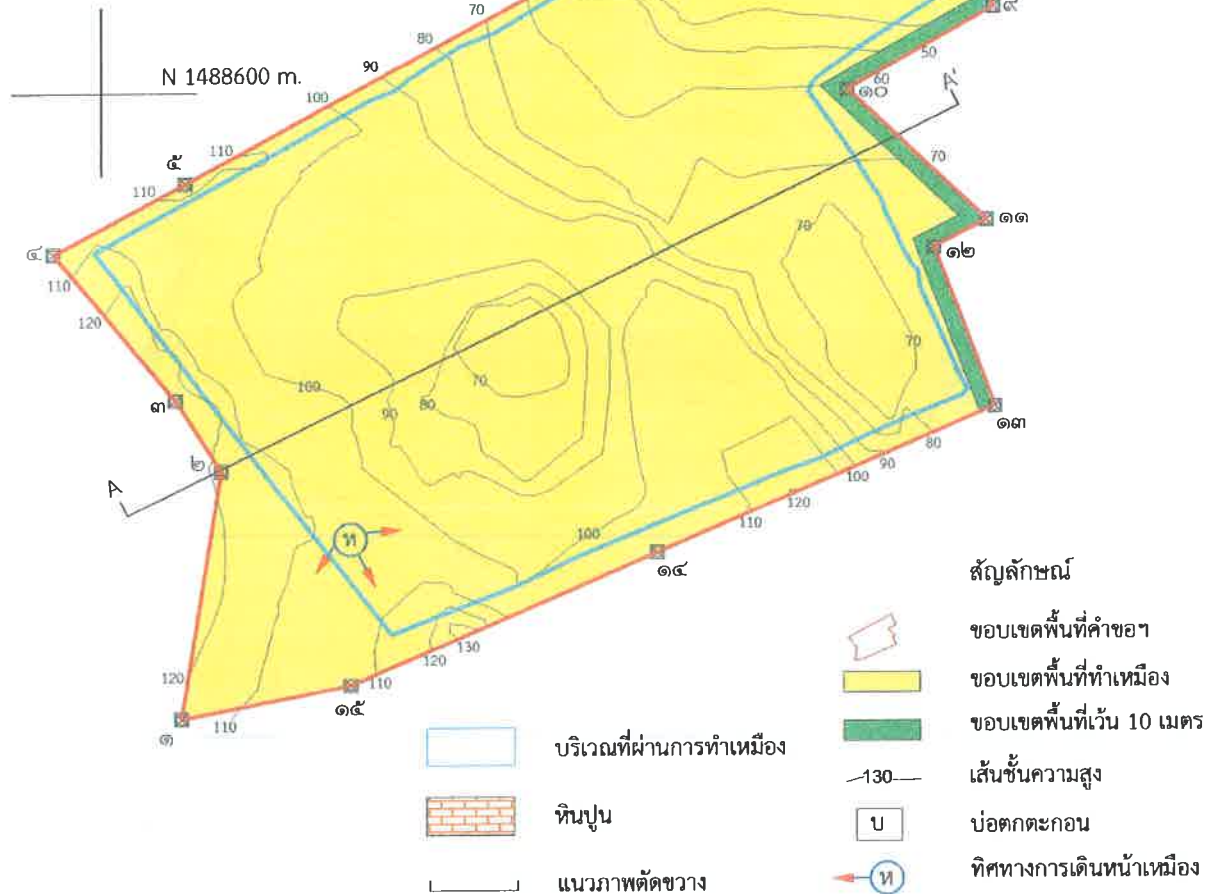 70
80
90
100
110
110
N 1488600 m.
๕
๔
110
120
๓
๒
A
120
๑
110
๙
50
60
๑๐
A'
70
๑๑
๑๒
70
70
๑๓
80
90
100
120
110
100
90
80
70
100
๑๔
130
120
110
๑๕
ห
สัญลักษณ์
ขอบเขตพื้นที่คำขอฯ
ขอบเขตพื้นที่ทำเหมือง
ขอบเขตพื้นที่เว้น 10 เมตร
130 เส้นชั้นความสูง
บ บ่อตกตะกอน
ห ทิศทางการเดินหน้าเหมือง
บริเวณที่ผ่านการทำเหมือง
หินปูน
แนวภาพตัดขวาง